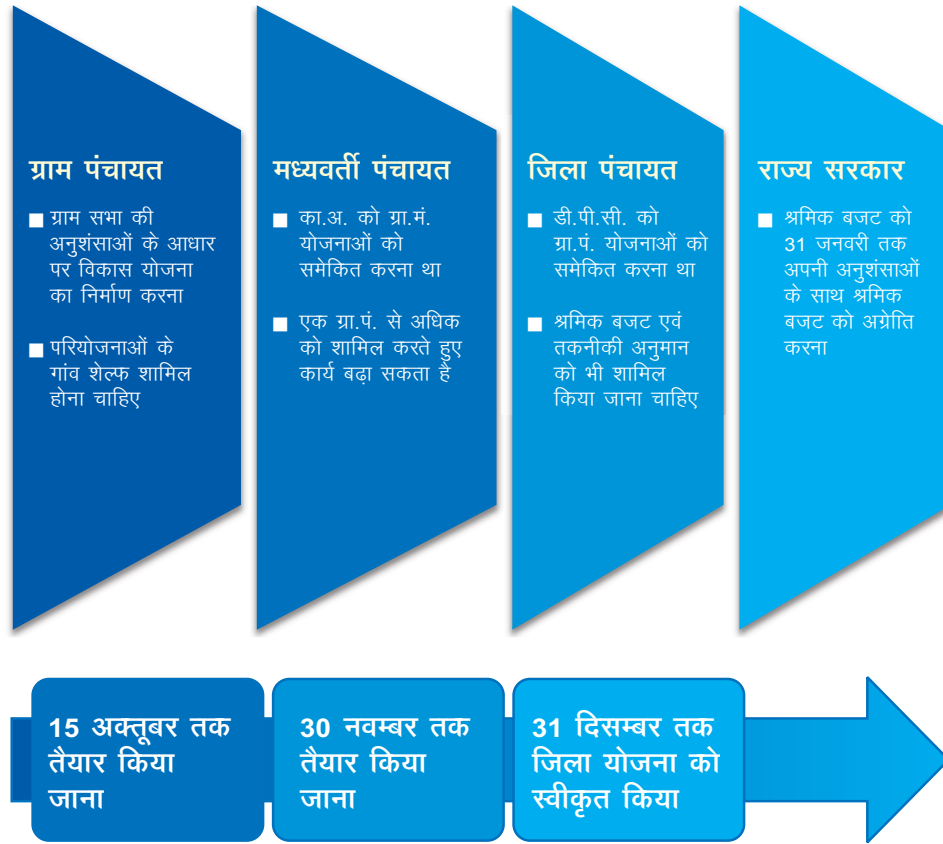 ग्राम पंचायत
■ ग्राम सभा की
अनुशंसाओं के आधार
पर विकास योजना
का निर्माण करना
■ परियोजनाओं के
गांव शेल्फ शामिल
होना चाहिए
मध्यवर्ती पंचायत
■ का.अ. को ग्रा.मं.
योजनाओं को
समेकित करना था
■ एक ग्रा.पं. से अधिक
को शामिल करते हुए
कार्य बढ़ा सकता है
जिला पंचायत
■ डी.पी.सी. को
ग्रा.पं. योजनाओं को
समेकित करना था
■ श्रमिक बजट एवं
तकनीकी अनुमान
को भी शामिल
किया जाना चाहिए
राज्य सरकार
■ श्रमिक बजट को
31 जनवरी तक
अपनी अनुशंसाओं
के साथ श्रमिक
बजट को अग्रेाति
करना
15 अक्तूबर तक
तैयार किया
जाना
30 नवम्बर तक
तैयार किया
जाना
31 दिसम्बर तक
जिला योजना को
स्वीकृत किया